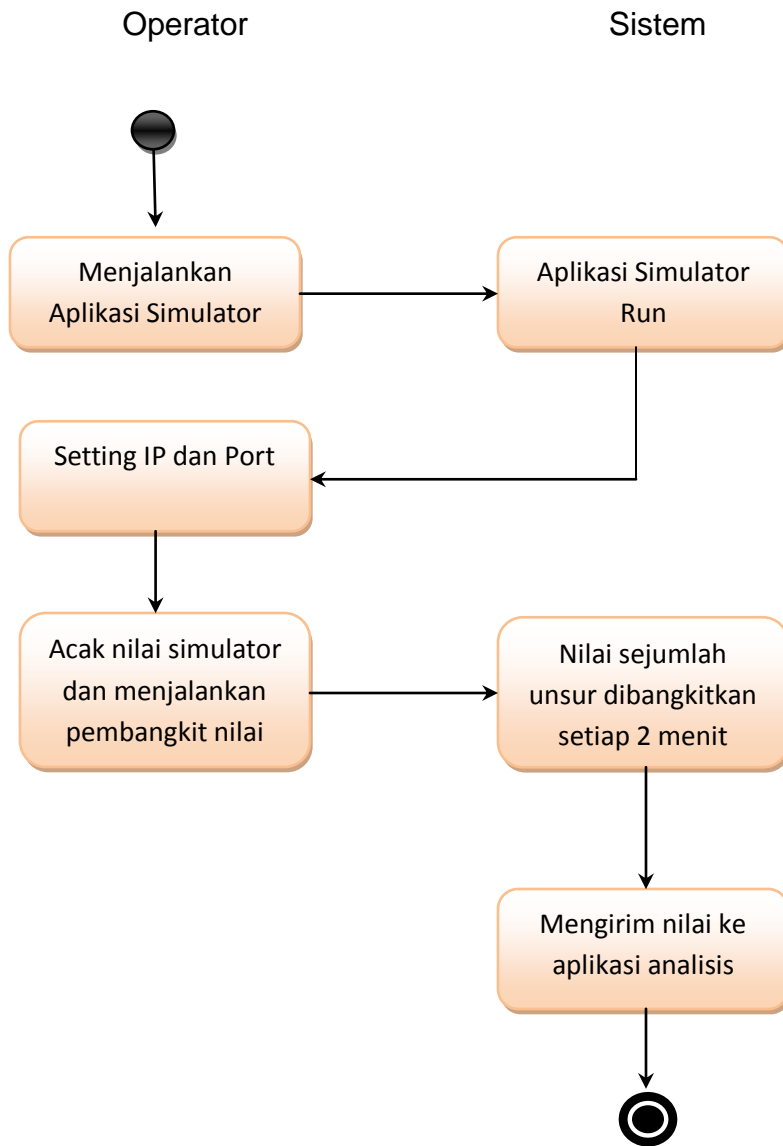 Operator
Sistem
Menjalankan
Aplikasi Simulator
Aplikasi Simulator
Run
Setting IP dan Port
Acak nilai simulator
dan menjalankan
pembangkit nilai
Nilai sejumlah
unsur dibangkitkan
setiap 2 menit
Mengirim nilai ke
aplikasi analisis